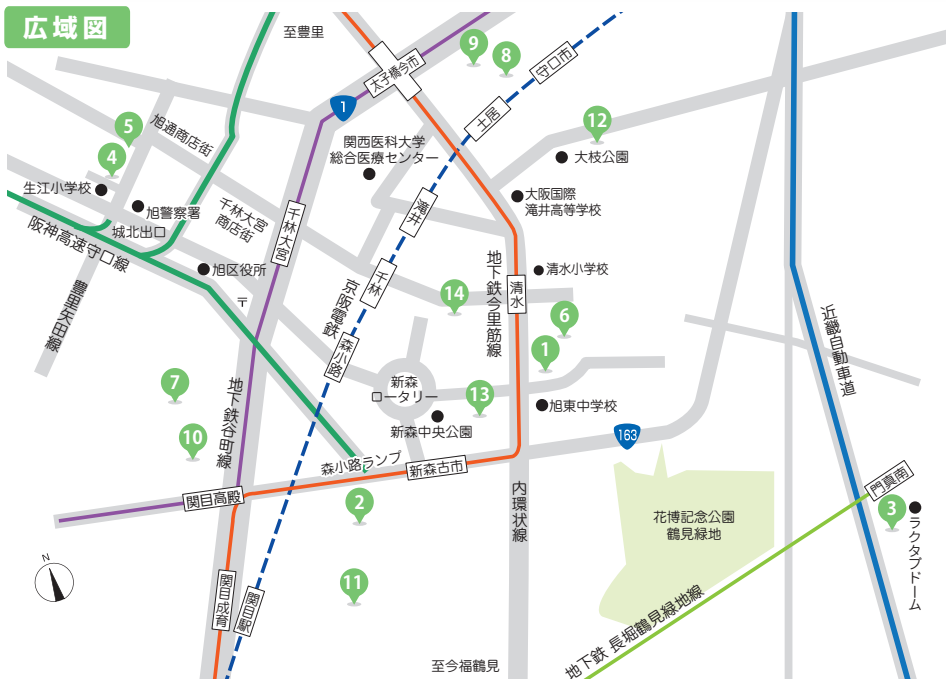 広域図
至豊里
9
8
守口市
太子橋今市
1
土居
5
旭通商店街
関西医科大学
総合医療センター
12
大枝公園
4
生江小学校
旭警察署
城北出口
千林大宮
商店街
千林大宮
滝井
大阪国際
滝井高等学校
阪神高速守口線
旭区役所
〒
千林
京阪電鉄
地下鉄今里筋線
清水
清水小学校
14
6
豊里矢田線
森小路
1
近畿自動車道
7
地下鉄谷町線
新森
ロータリー
13
旭東中学校
新森中央公園
10
163
森小路ランプ
新森古市
関目高殿
2
内環状線
花博記念公園
鶴見緑地
門真南
3
ラクタブドーム
N
11
関目成育
関目駅
地下鉄 長堀鶴見緑地線
至今福鶴見